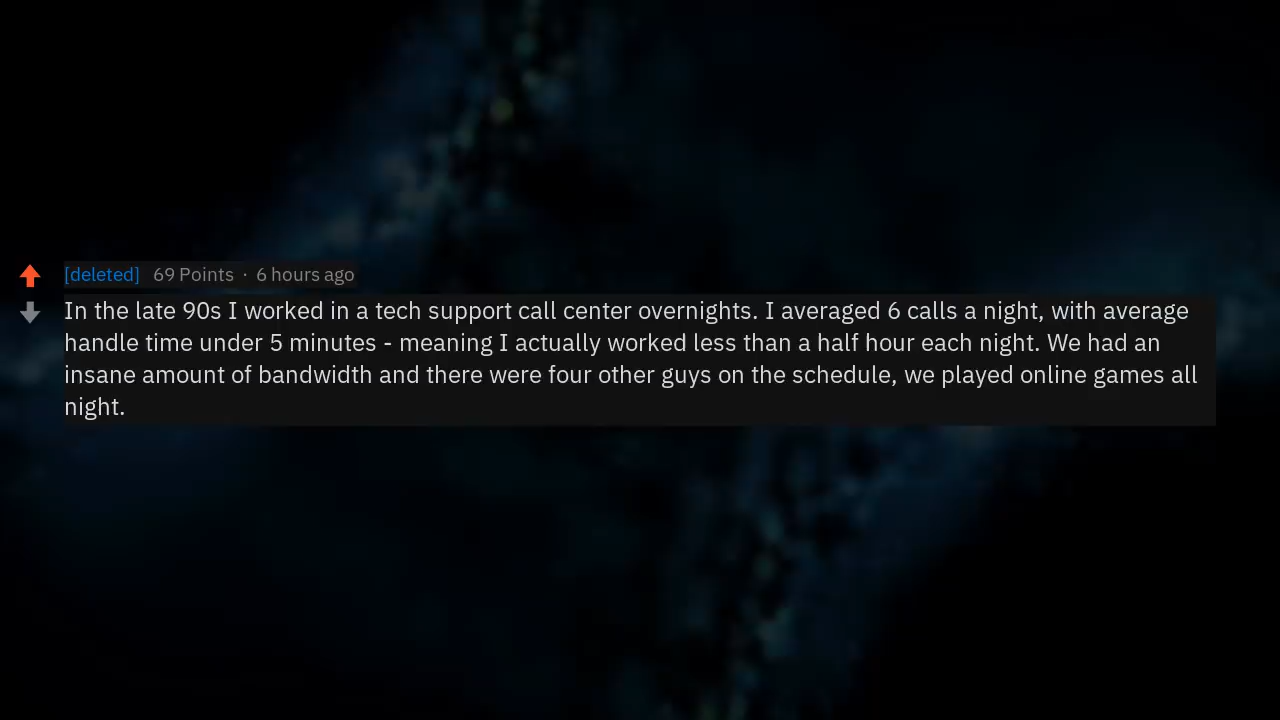 [deleted] 69 Points · 6 hours ago
In the late 90s I worked in a tech support call center overnights. I averaged 6 calls a night, with average
handle time under 5 minutes - meaning I actually worked less than a half hour each night. We had an
insane amount of bandwidth and there were four other guys on the schedule, we played online games all
night.